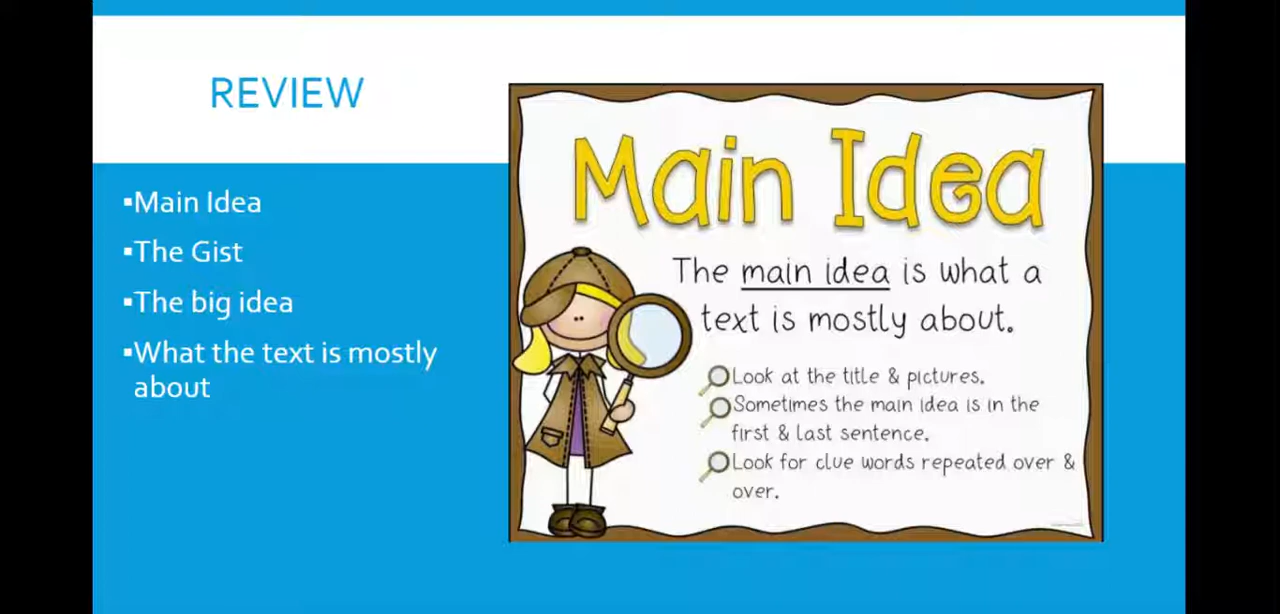 REVIEW
▪Main Idea
▪The Gist
▪The big idea
▪What the text is mostly
about
Main Idea
The main idea is what a
text is mostly about.
Look at the title & pictures.
Sometimes the main idea is in the
first & last sentence.
Look for clue words repeated over &
over.